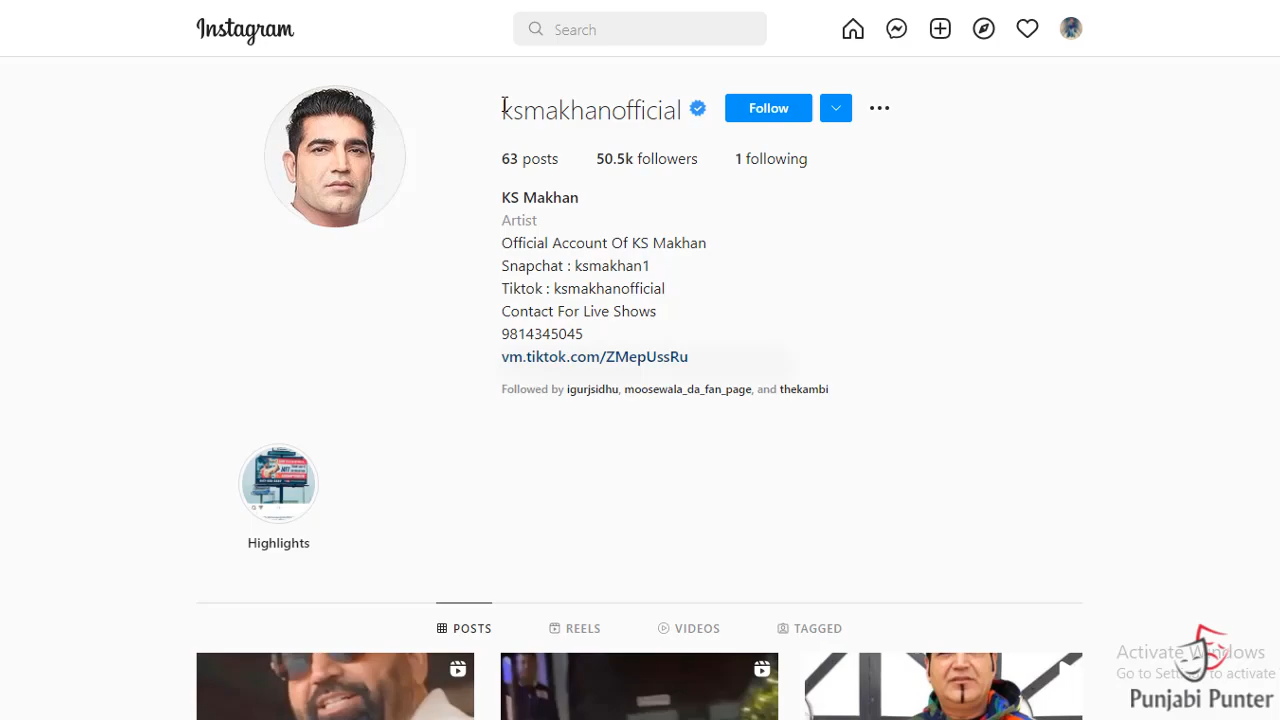 Instagram
Search
ksmakhanofficial
Follow
63 posts
50.5k followers
1 following
KS Makhan
Artist
Official Account Of KS Makhan
Snapchat : ksmakhan1
Tiktok : ksmakhanofficial
Contact For Live Shows
9814345045
vm.tiktok.com/ZMepUssRu
Followed by igurjsidhu, moosewala_da_fan_page, and thekambi
Highlights
POSTS
REELS
VIDEOS
TAGGED
Activate Windows
Go to Settings to activate
Punjabi Punter